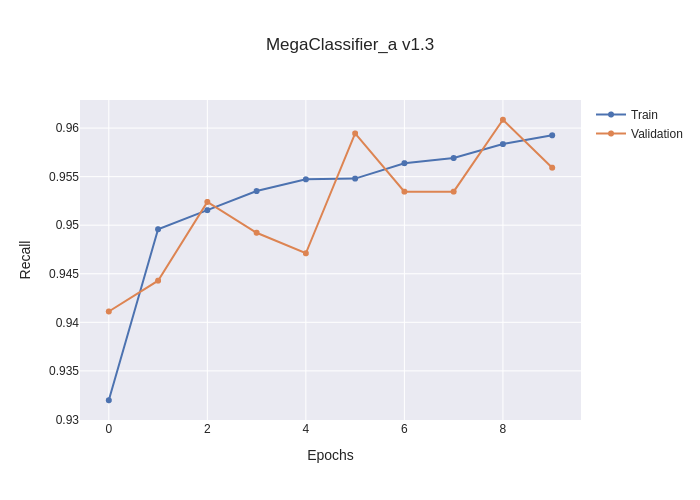 MegaClassifier_a v1.3
Train
Validation
0.96
0.955
0.95
0.945
0.94
0.935
0.93
Recall
0 2 4 6 8
Epochs